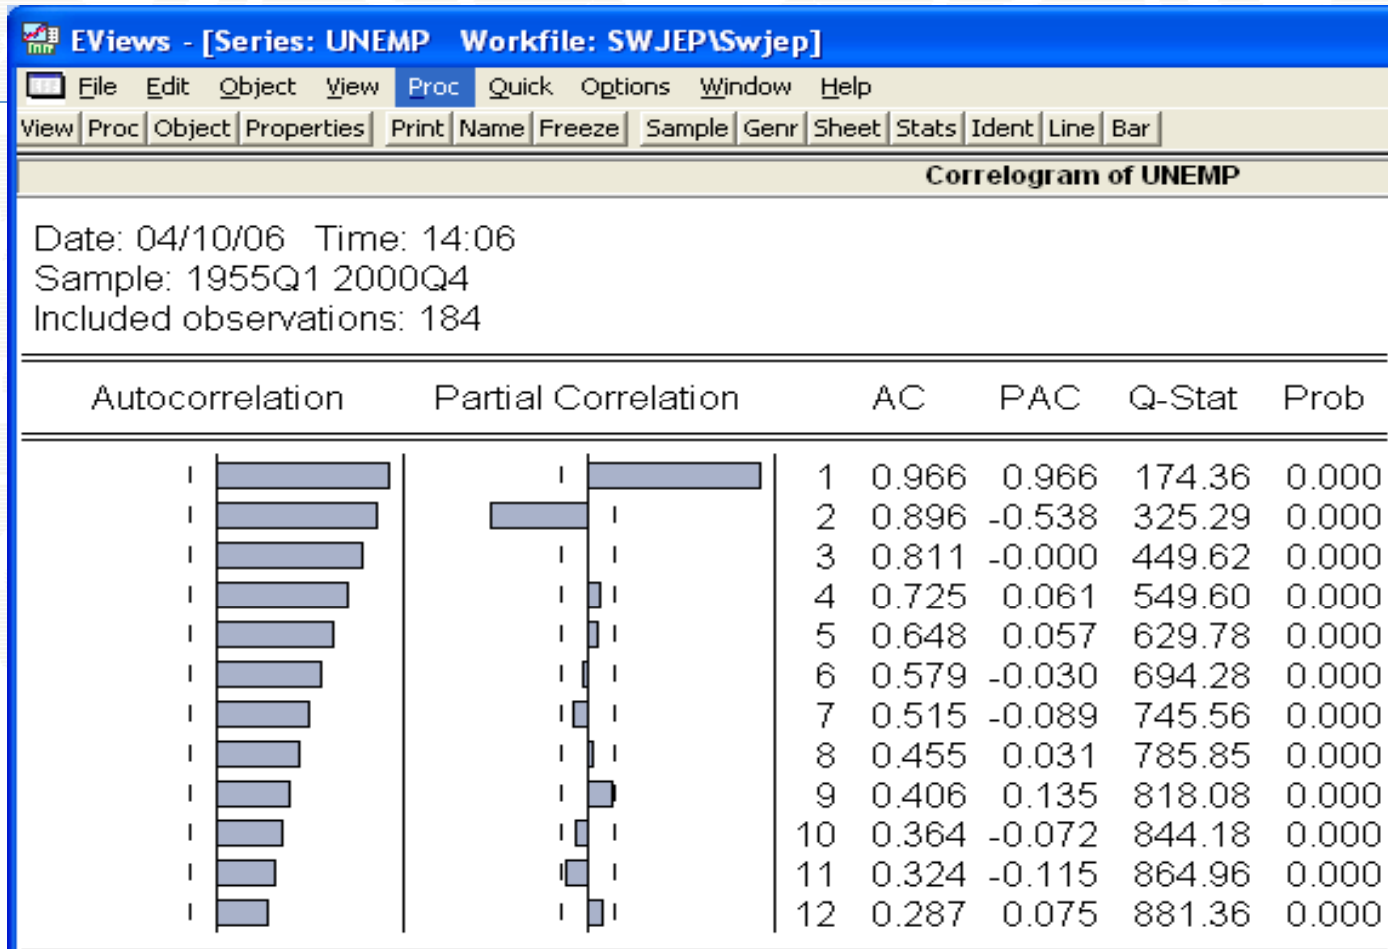 EViews - [Series: UNEMP Workfile: SWJEP\Swjep]
File Edit Object View Proc Quick Options Window Help
View Proc Object Properties Print Name Freeze Sample Genr Sheet Stats Ident Line Bar
Correlogram of UNEMP
Date: 04/10/06 Time: 14:06
Sample: 1955Q1 2000Q4
Included observations: 184
Autocorrelation Partial Correlation AC PAC Q-Stat Prob
1 0.966 0.966 174.36 0.000
2 0.896 -0.538 325.29 0.000
3 0.811 -0.000 449.62 0.000
4 0.725 0.061 549.60 0.000
5 0.648 0.057 629.78 0.000
6 0.579 -0.030 694.28 0.000
7 0.515 -0.089 745.56 0.000
8 0.455 0.031 785.85 0.000
9 0.406 0.135 818.08 0.000
10 0.364 -0.072 844.18 0.000
11 0.324 -0.115 864.96 0.000
12 0.287 0.075 881.36 0.000